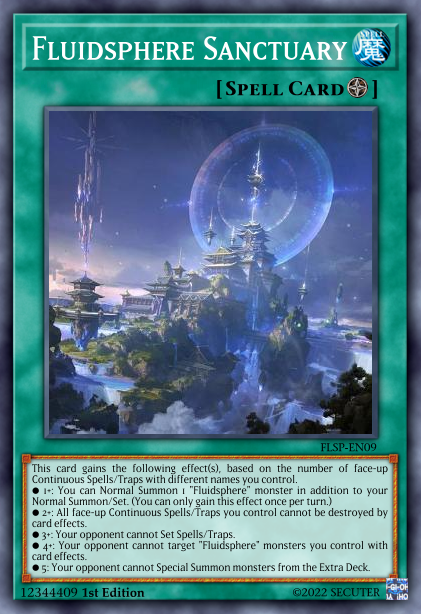 FLUIDSPHERE SANCTUARY 魔
[SPELL CARD]
FLSP-EN09
This card gains the following effect(s), based on the number of face-up
Continuous Spells/Traps with different names you control.
● 1+: You can Normal Summon 1 "Fluidsphere" monster in addition to your
Normal Summon/Set. (You can only gain this effect once per turn.)
● 2+: All face-up Continuous Spells/Traps you control cannot be destroyed by
card effects.
● 3+: Your opponent cannot Set Spells/Traps.
● 4+: Your opponent cannot target "Fluidsphere" monsters you control with
card effects.
● 5: Your opponent cannot Special Summon monsters from the Extra Deck.
12344409 1st Edition ©2022 SECUTER